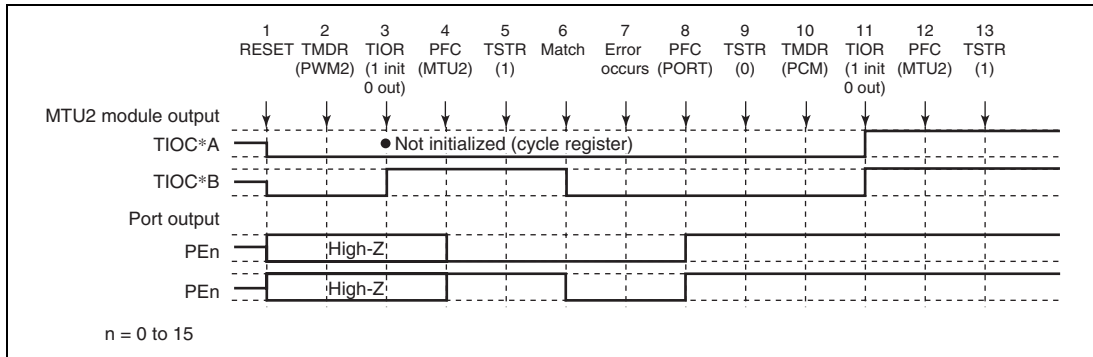 1 2 3 4 5 6 7 8 9 10 11 12 13
RESET TMDR TIOR PFC TSTR Match Error PFC TSTR TMDR TIOR PFC TSTR
(PWM2) (1 init (MTU2) (1) occurs (PORT) (0) (PCM) (1 init (MTU2) (1)
0 out) 0 out)
MTU2 module output
TIOC*A
● Not initialized (cycle register)
TIOC*B
Port output
PEn
High-Z
PEn
High-Z
n = 0 to 15